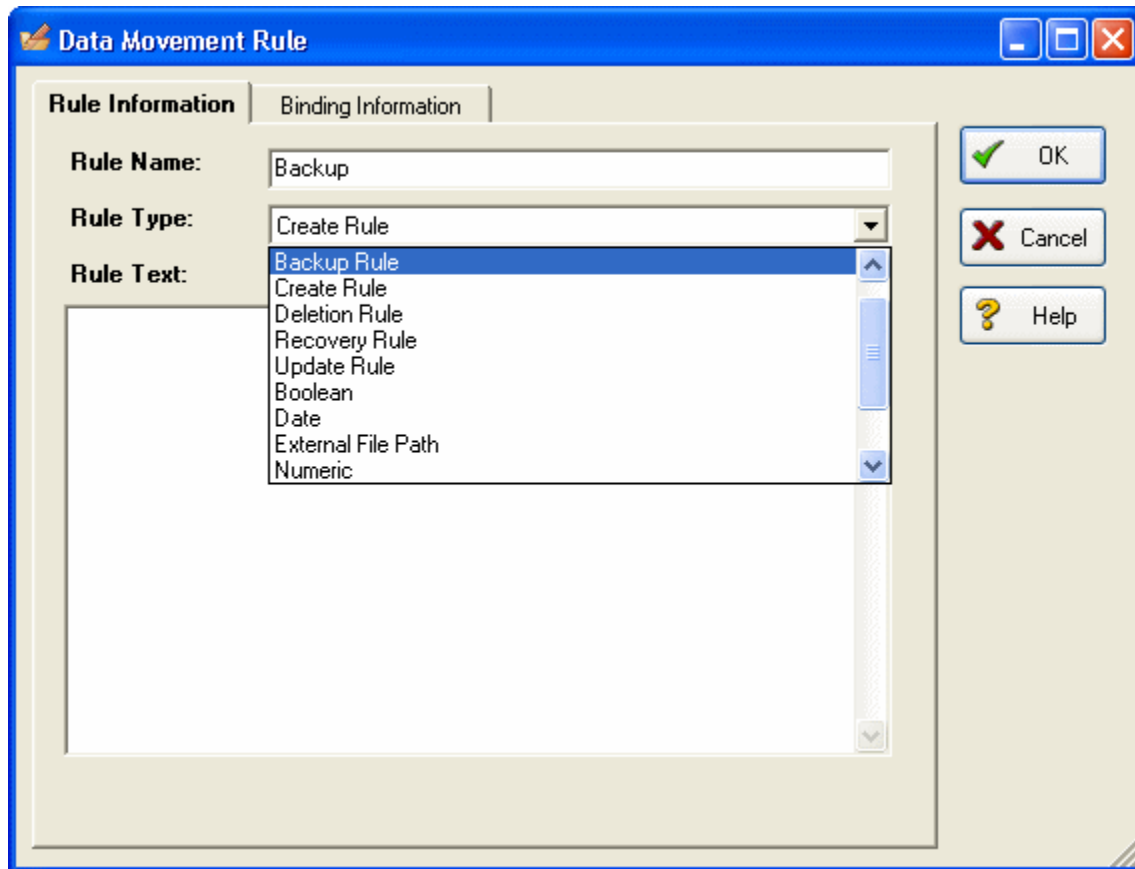 Data Movement Rule
Rule Information
Binding Information
Rule Name:
Backup
OK
Rule Type:
Create Rule
Cancel
Rule Text:
Backup Rule
Create Rule
Deletion Rule
Recovery Rule
Update Rule
Boolean
Date
External File Path
Numeric
Help